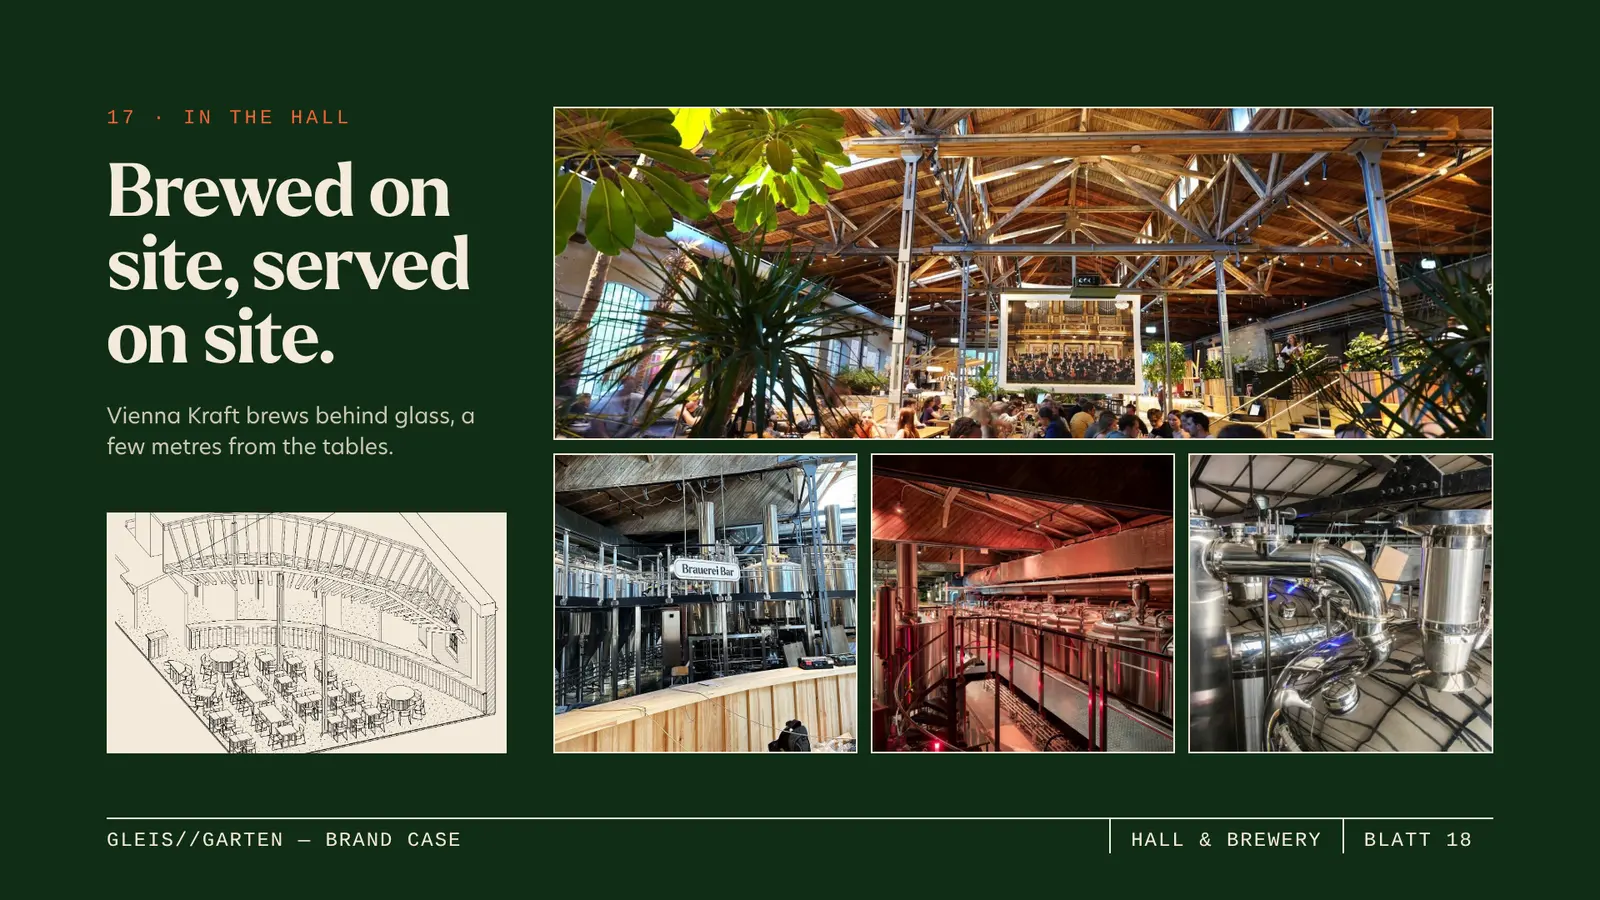 17 · IN THE HALL
Brewed on
site, served
on site.
Vienna Kraft brews behind glass, a
few metres from the tables.
Brauerei Bar
GLEIS//GARTEN — BRAND CASE
HALL & BREWERY
BLATT 18